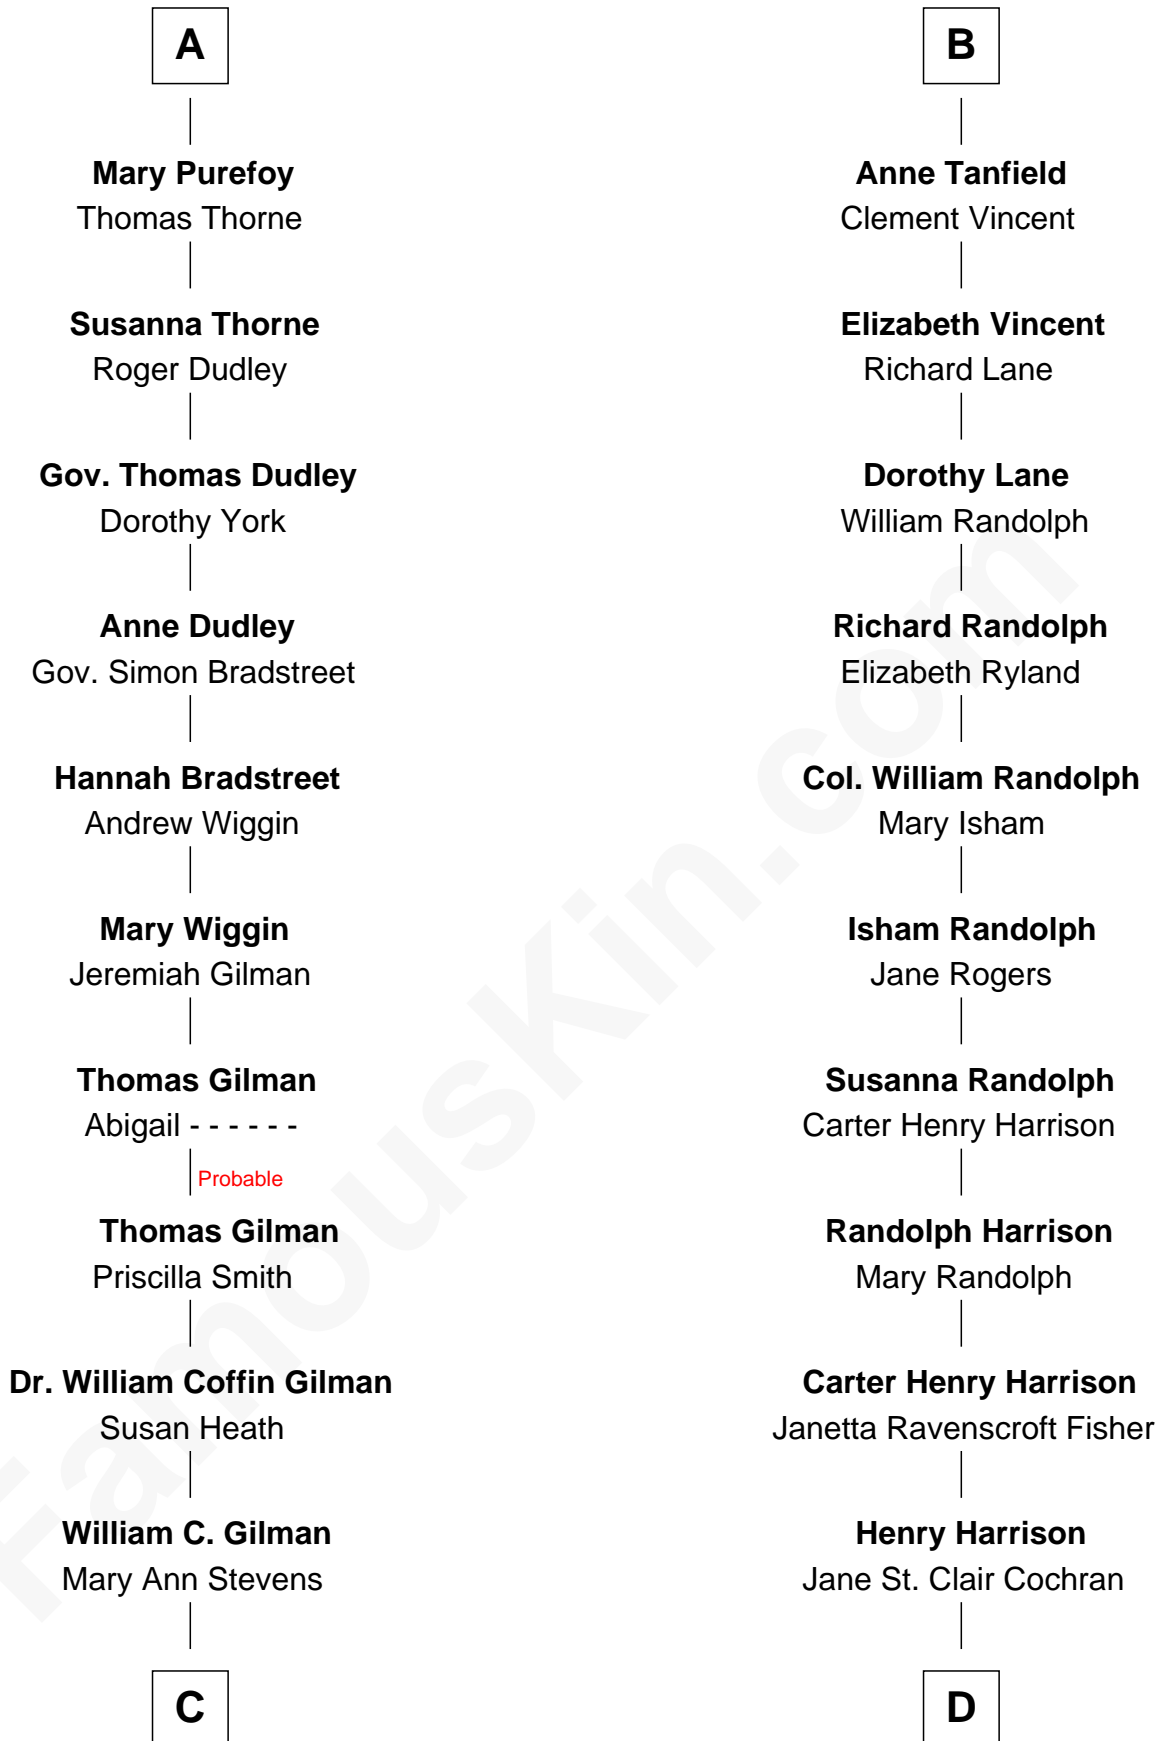 A
Mary Purefoy
Thomas Thorne
Susanna Thorne
Roger Dudley
Gov. Thomas Dudley
Dorothy York
Anne Dudley
Gov. Simon Bradstreet
Hannah Bradstreet
Andrew Wiggin
Mary Wiggin
Jeremiah Gilman
Thomas Gilman
Abigail - - - - - -
Probable
Thomas Gilman
Priscilla Smith
Dr. William Coffin Gilman
Susan Heath
William C. Gilman
Mary Ann Stevens
C
B
Anne Tanfield
Clement Vincent
Elizabeth Vincent
Richard Lane
Dorothy Lane
William Randolph
Richard Randolph
Elizabeth Ryland
Col. William Randolph
Mary Isham
Isham Randolph
Jane Rogers
Susanna Randolph
Carter Henry Harrison
Randolph Harrison
Mary Randolph
Carter Henry Harrison
Janetta Ravenscroft Fisher
Henry Harrison
Jane St. Clair Cochran
D
FamousKin.com